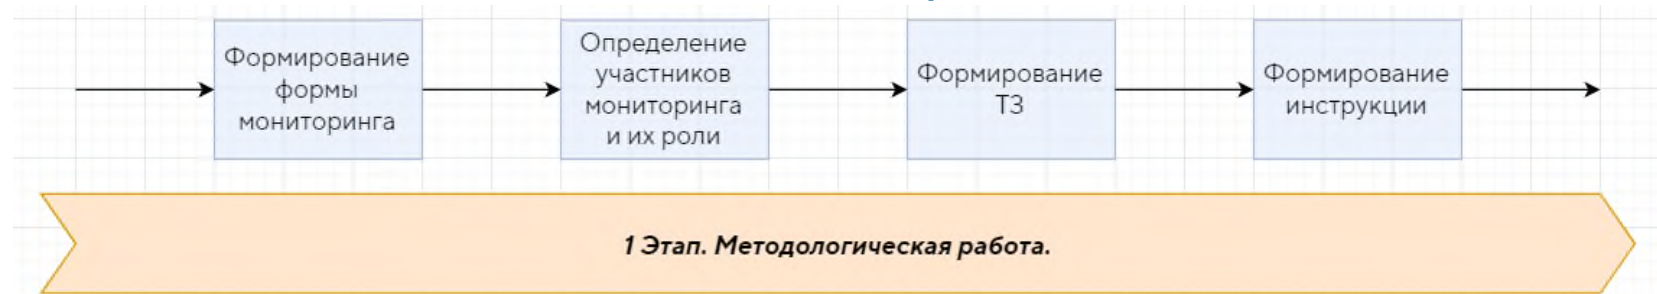 Формирование
формы
мониторинга
Определение
участников
мониторинга
и их роли
Формирование
ТЗ
Формирование
инструкции
1 Этап. Методологическая работа.